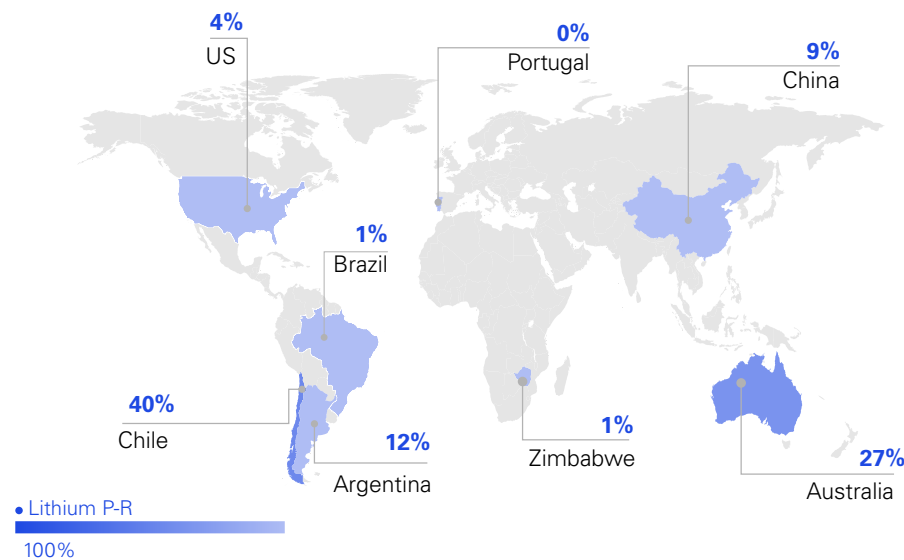 4%
US
0%
Portugal
9%
China
1%
Brazil
40%
Chile
12%
Argentina
1%
Zimbabwe
27%
Australia
Lithium P-R
100%